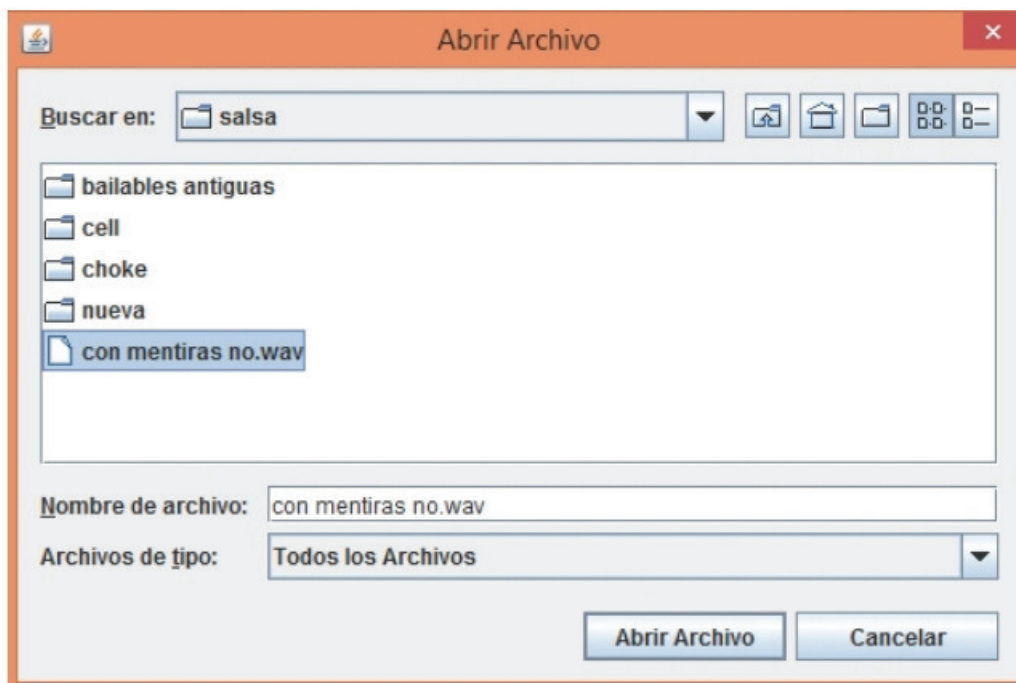 Abrir Archivo
Buscar en: salsa
bailables antiguas
cell
choke
nueva
con mentiras no.wav
Nombre de archivo: con mentiras no.wav
Archivos de tipo: Todos los Archivos
Abrir Archivo Cancelar